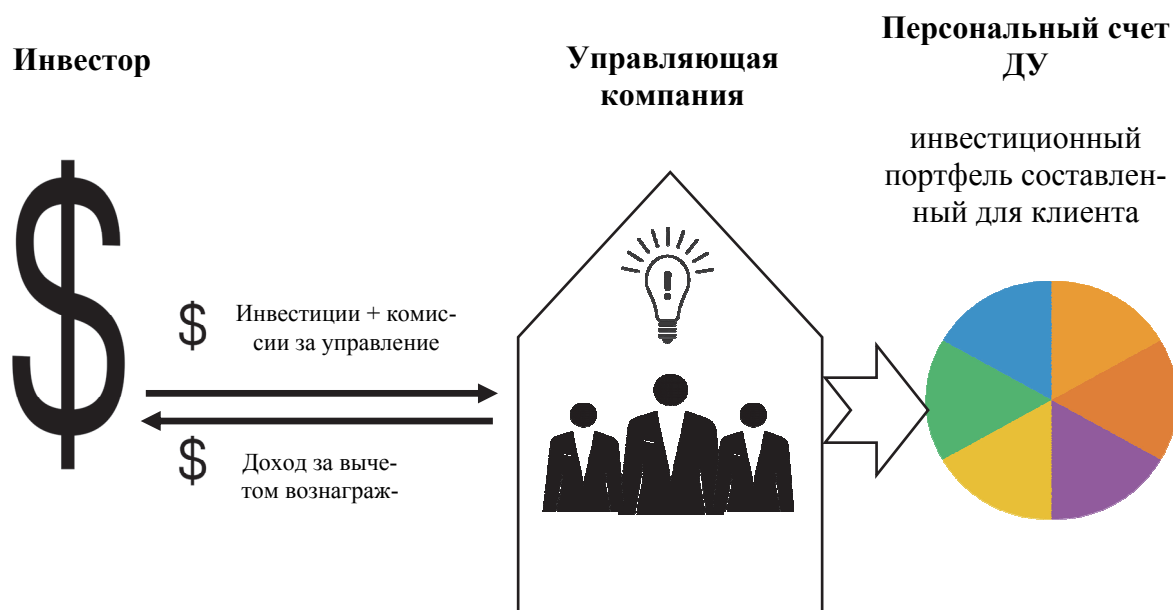 Инвестор
Управляющая
компания
Персональный счет
ДУ
инвестиционный
портфель составлен-
ный для клиента
$
$
Инвестиции + комис-
сии за управление
$
Доход за выче-
том вознаграж-